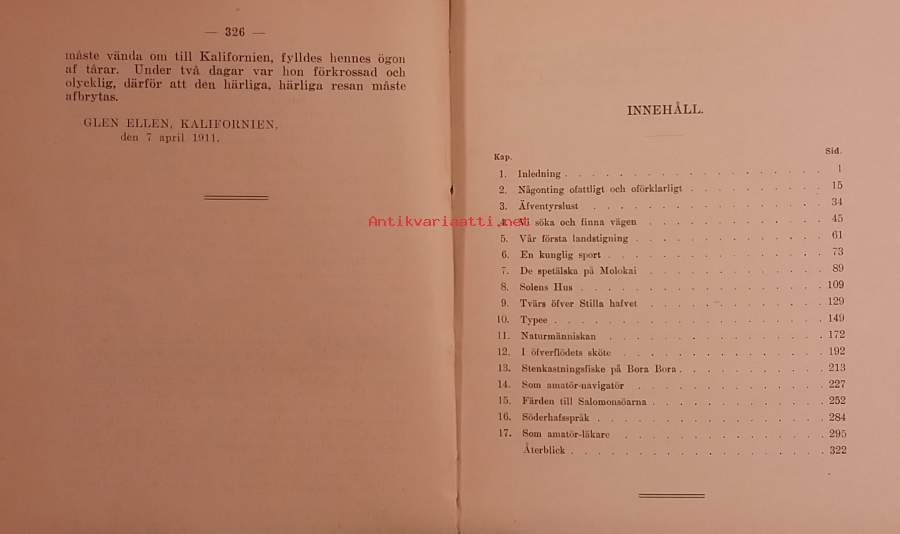 — 326 —
måste vända om till Kalifornien, fylldes hennes ögon
af tårar. Under två dagar var hon förkrossad och
olycklig, därför att den härliga, härliga resan måste
afbrytas.
GLEN ELLEN, KALIFORNIEN,
den 7 april 1911.
INNEHÅLL.
Kap. Sid.
1. Inledning . . . . . . . . . . 1
2. Någonting ofattligt och oförklarligt . . . . . . . . 15
3. Äfventyrslust . . . . . . . . . . 34
4. Vi söka och finna vägen . . . . . . . . . . 45
5. Vår första landstigning . . . . . . . . . . 61
6. En kunglig sport . . . . . . . . . . 73
7. De spetälska på Molokai . . . . . . . . . . 89
8. Solens Hus . . . . . . . . . . 109
9. Tvärs öfver Stilla hafvet . . . . . . . . . . 129
10. Typee . . . . . . . . . . 149
11. Naturmänniskan . . . . . . . . . . 172
12. I öfverflödets sköte . . . . . . . . . . 192
13. Stenkastningsfiske på Bora Bora . . . . . . . . 213
14. Som amatör-navigatör . . . . . . . . . . 227
15. Färden till Salomonsöarna . . . . . . . . . . 252
16. Söderhafsspråk . . . . . . . . . . 284
17. Som amatör-läkare . . . . . . . . . . 295
Återblick . . . . . . . . . . 322
Antikvariaatti.net